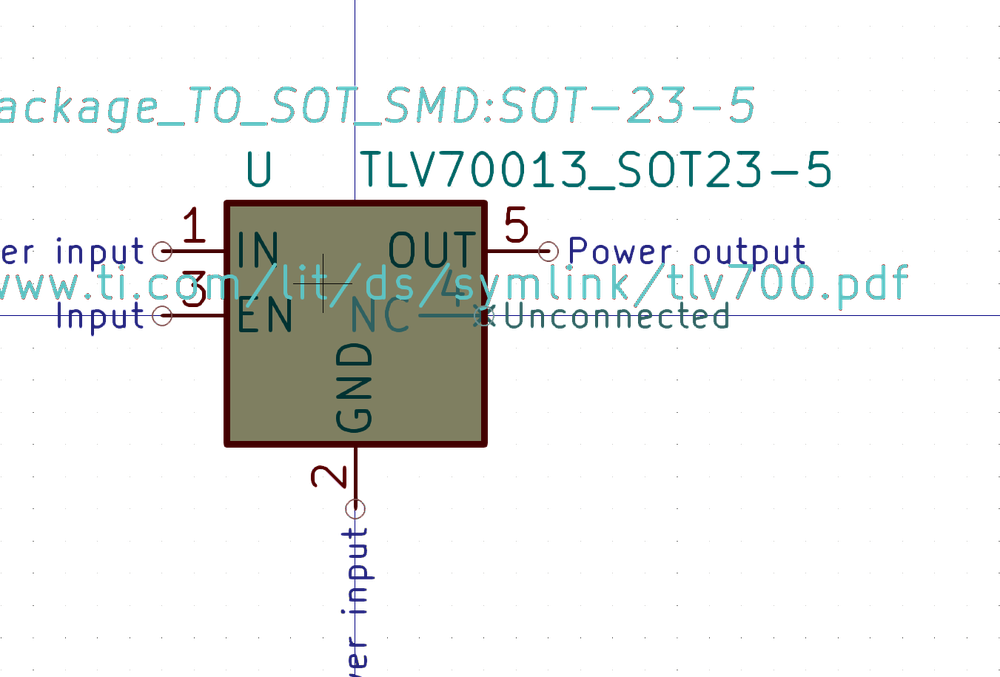 ackage_TO_SOT_SMD:SOT-23-5
U TLV70013_SOT23-5
1 5
er input IN OUT Power output
www.ti.com/lit/ds/symlink/tlv700.pdf
3 4
Input EN NC Unconnected
GND
2
er input